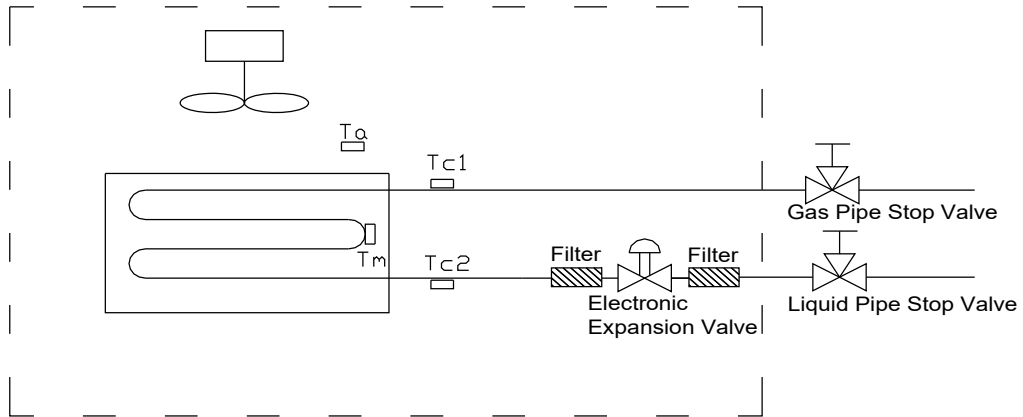 Ta
Tc1
Gas Pipe Stop Valve
Tm
Tc2
Filter
Filter
Electronic
Expansion Valve
Liquid Pipe Stop Valve